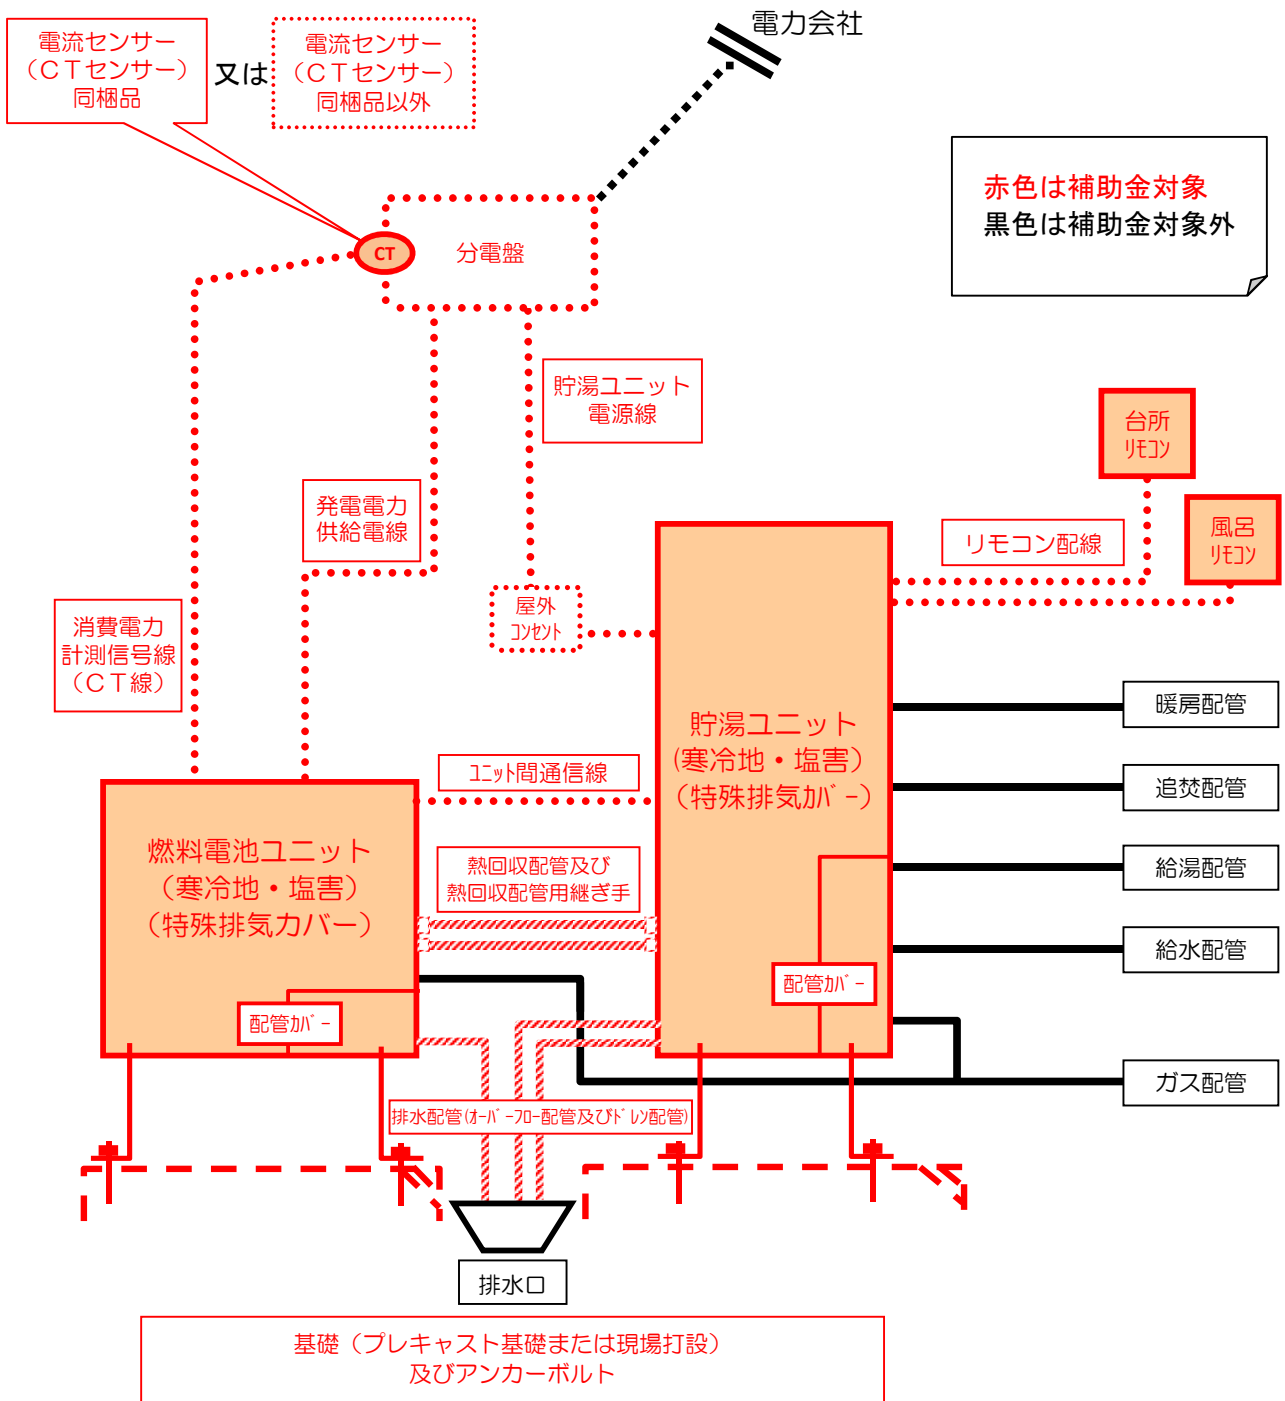 電力会社
電流センサー
（ＣＴセンサー）
同梱品
又は
電流センサー
（ＣＴセンサー）
同梱品以外
赤色は補助金対象
黒色は補助金対象外
CT
分電盤
貯湯ユニット
電源線
台所
ﾘﾓｺﾝ
発電電力
供給電線
風呂
ﾘﾓｺﾝ
リモコン配線
屋外
ｺﾝｾﾝﾄ
消費電力
計測信号線
（ＣＴ線）
暖房配管
貯湯ユニット
(寒冷地・塩害）
（特殊排気ｶﾊﾞｰ）
ﾕﾆｯﾄ間通信線
追焚配管
燃料電池ユニット
（寒冷地・塩害）
（特殊排気カバー）
熱回収配管及び
熱回収配管用継ぎ手
給湯配管
給水配管
配管ｶﾊﾞｰ
配管ｶﾊﾞｰ
ガス配管
排水配管(ｵｰﾊﾞｰﾌﾛｰ配管及びﾄﾞﾚﾝ配管)
排水口
基礎（プレキャスト基礎または現場打設）
及びアンカーボルト